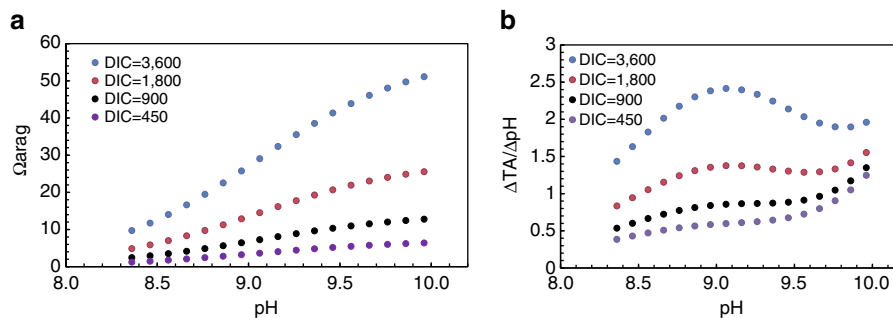 a
60
50
40
30
20
10
0
Ωarag
DIC=3,600
DIC=1,800
DIC=900
DIC=450
8.0 8.5 9.0 9.5 10.0
pH
b
3
2.5
2
1.5
1
0.5
0
ΔTA/ΔpH
DIC=3,600
DIC=1,800
DIC=900
DIC=450
8.0 8.5 9.0 9.5 10.0
pH